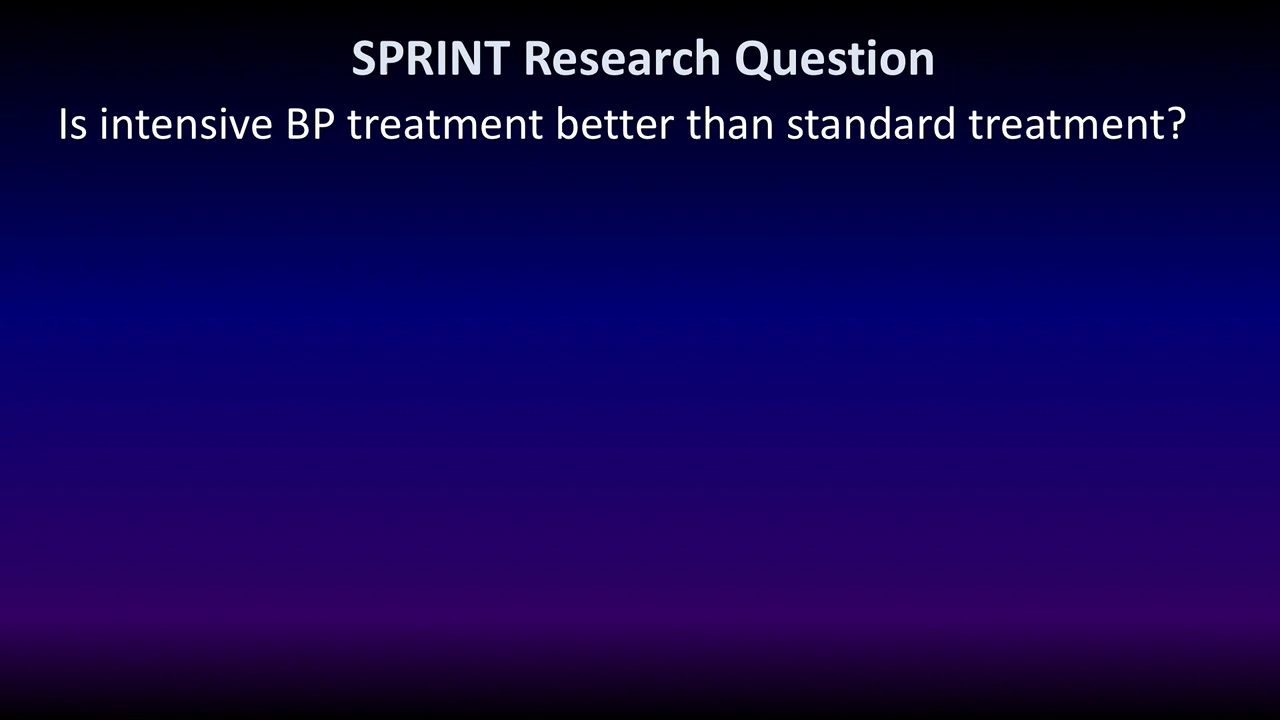 SPRINT Research Question
Is intensive BP treatment better than standard treatment?